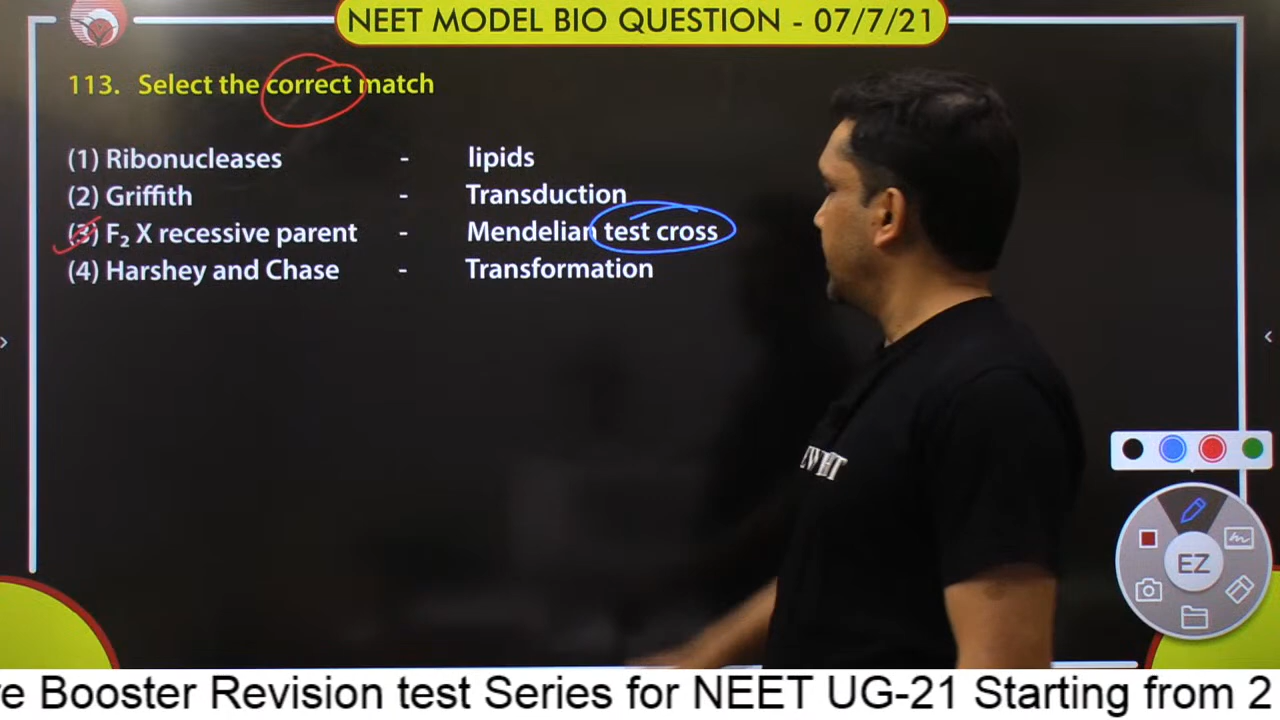 NEET MODEL BIO QUESTION - 07/7/21
113. Select the correct match
(1) Ribonucleases - lipids
(2) Griffith - Transduction
(3) F₂ X recessive parent - Mendelian test cross
(4) Harshey and Chase - Transformation
EZ
Booster Revision test Series for NEET UG-21 Starting from 2